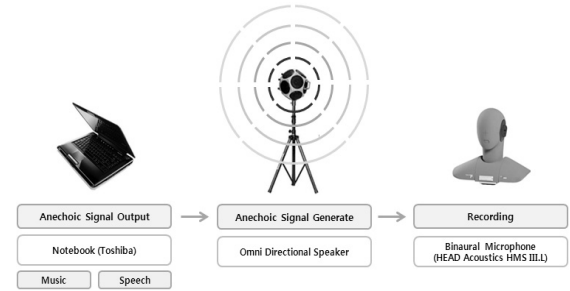 Anechoic Signal Output
Anechoic Signal Generate
Recording
Notebook (Toshiba)
Omni Directional Speaker
Binaural Microphone
(HEAD Acoustics HMS III.L)
Music
Speech